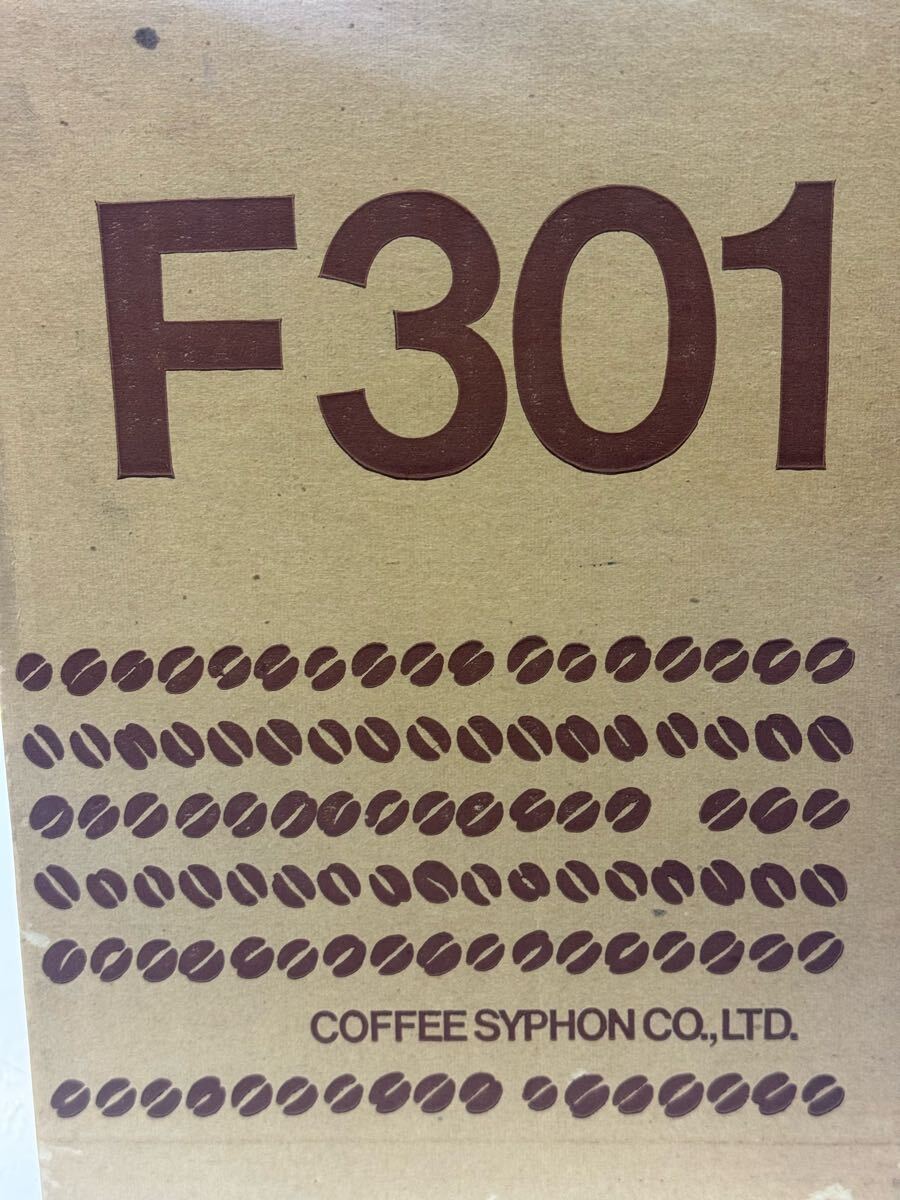 F301
COFFEE SYPHON CO., LTD.